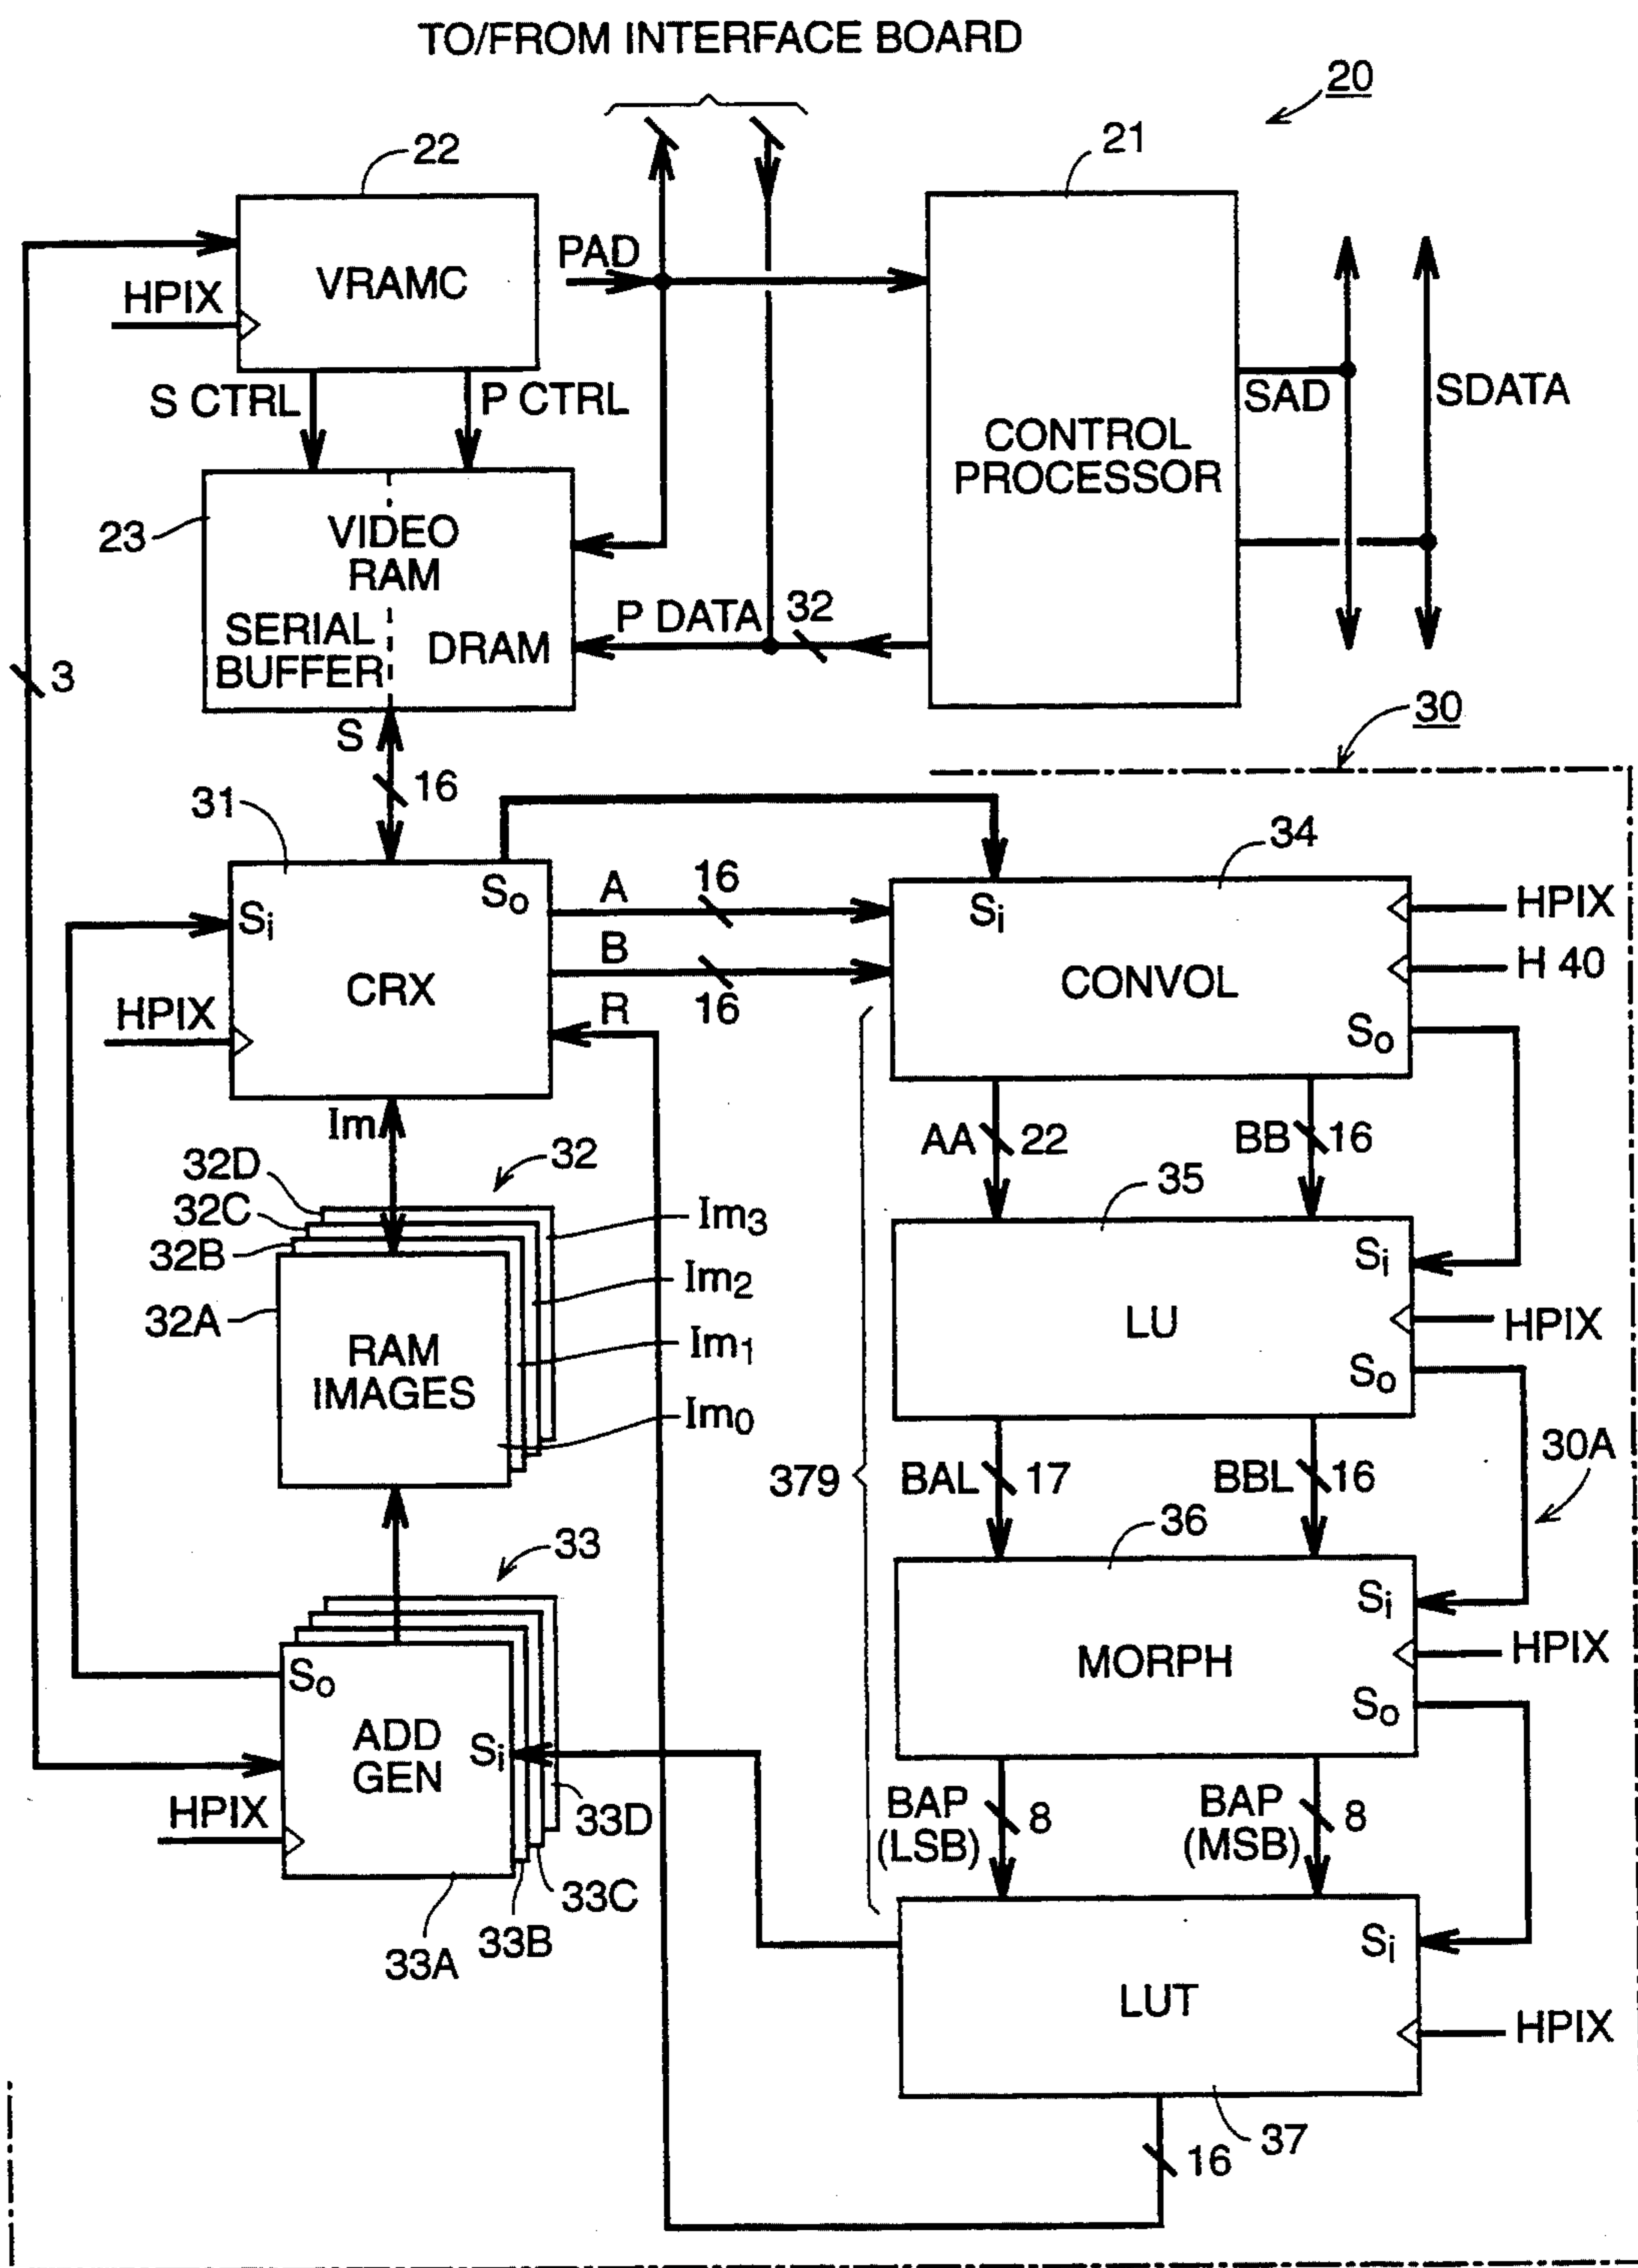 TO/FROM INTERFACE BOARD
20
22
21
VRAMC
HPIX
PAD
S CTRL
P CTRL
SAD
SDATA
CONTROL
PROCESSOR
23
VIDEO
RAM
SERIAL
BUFFER
DRAM
P DATA
32
3
S
16
30
31
34
Si
So
A
16
B
16
R
CRX
HPIX
Si
CONVOL
So
HPIX
H 40
Im
AA
22
BB
16
32
32D
32C
32B
32A
Im3
Im2
Im1
Im0
RAM
IMAGES
35
Si
LU
HPIX
So
30A
379
BAL
17
BBL
16
33
36
Si
MORPH
HPIX
So
So
ADD
GEN
Si
HPIX
33D
33C
33B
33A
BAP
(LSB)
8
BAP
(MSB)
8
Si
LUT
HPIX
37
16